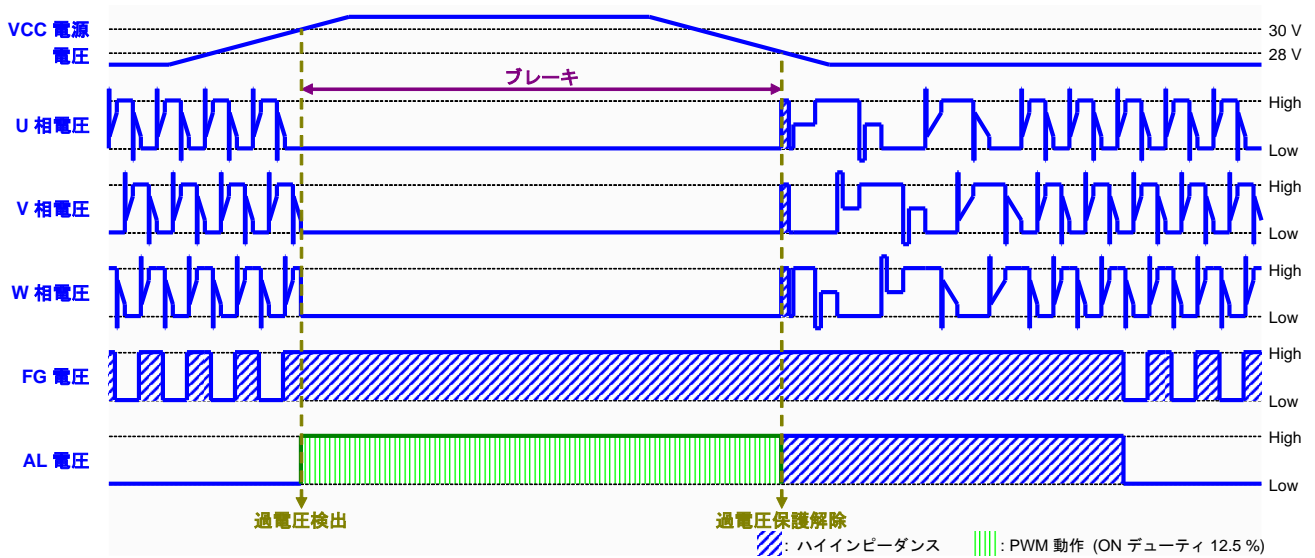 VCC 電源
電圧
30 V
28 V
ブレーキ
U 相電圧
High
Low
V 相電圧
High
Low
W 相電圧
High
Low
FG 電圧
High
Low
AL 電圧
High
Low
過電圧検出
過電圧保護解除
: ハイインピーダンス
: PWM 動作 (ON デューティ 12.5 %)